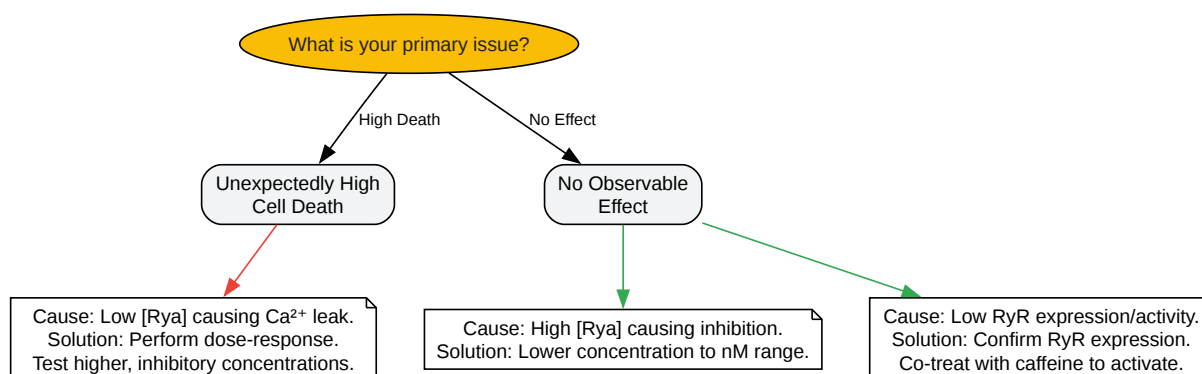 What is your primary issue?
High Death
No Effect
Unexpectedly High
Cell Death
No Observable
Effect
Cause: Low [Rya] causing Ca²⁺ leak.
Solution: Perform dose-response.
Test higher, inhibitory concentrations.
Cause: High [Rya] causing inhibition.
Solution: Lower concentration to nM range.
Cause: Low RyR expression/activity.
Solution: Confirm RyR expression.
Co-treat with caffeine to activate.